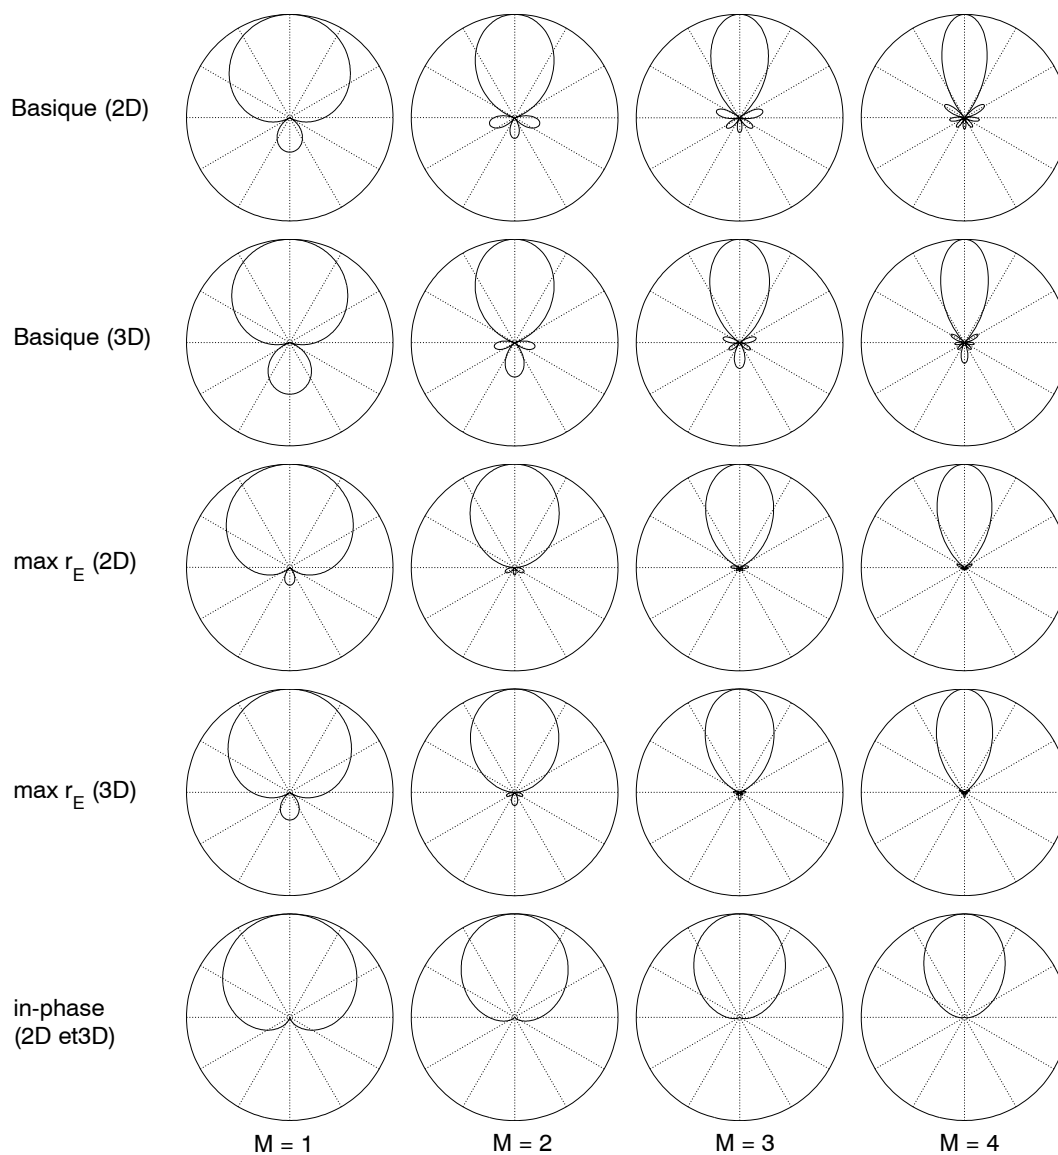 Basique (2D)
Basique (3D)
max r_E (2D)
max r_E (3D)
in-phase
(2D et3D)
M = 1
M = 2
M = 3
M = 4